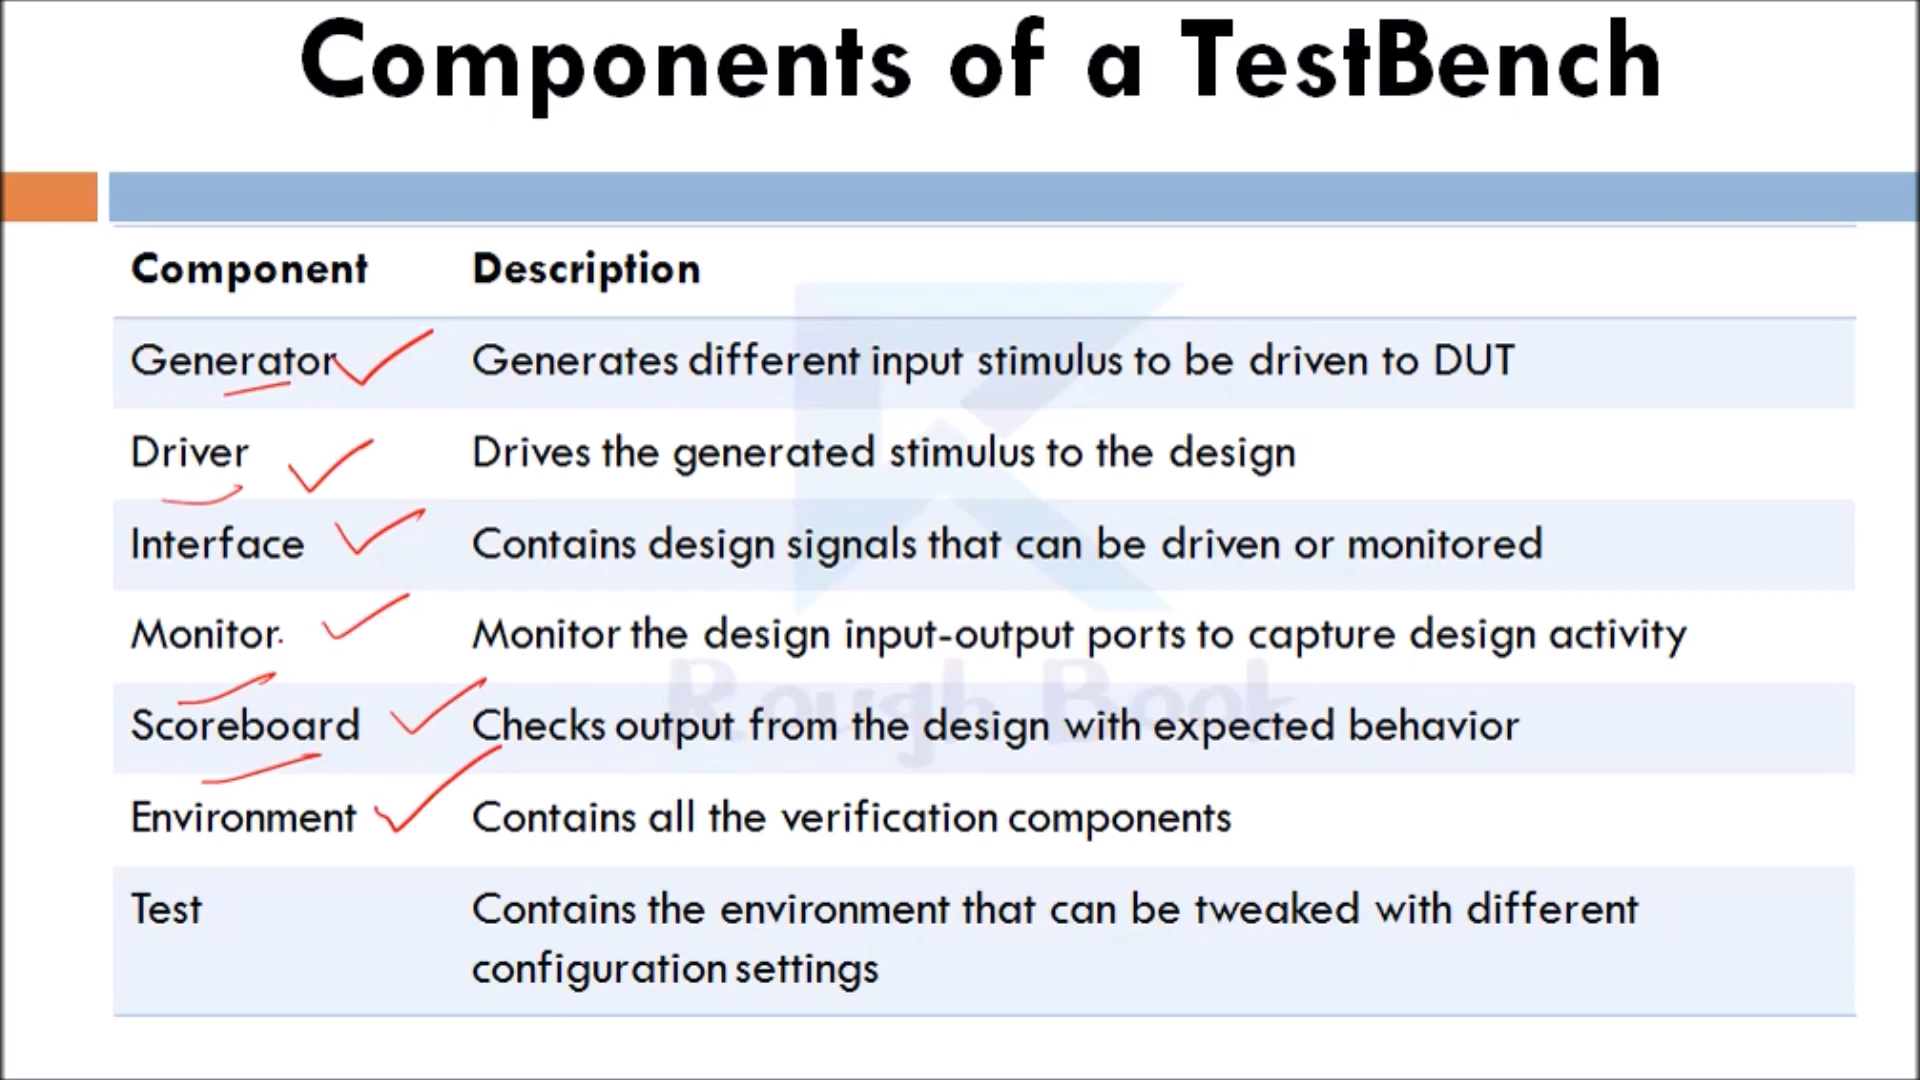 Components of a TestBench
Component Description
Generator Generates different input stimulus to be driven to DUT
Driver Drives the generated stimulus to the design
Interface Contains design signals that can be driven or monitored
Monitor Monitor the design input-output ports to capture design activity
Rough Book
Scoreboard Checks output from the design with expected behavior
Environment Contains all the verification components
Test Contains the environment that can be tweaked with different
configuration settings